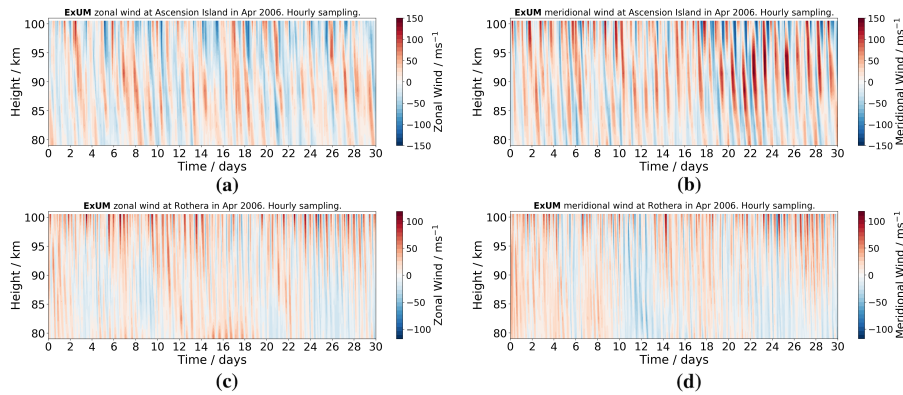 ExUM zonal wind at Ascension Island in Apr 2006. Hourly sampling.
Height / km
100
95
90
85
80
0 2 4 6 8 10 12 14 16 18 20 22 24 26 28 30
Time / days
150
100
50
0
−50
−100
−150
Zonal Wind / ms⁻¹
(a)
ExUM meridional wind at Ascension Island in Apr 2006. Hourly sampling.
Height / km
100
95
90
85
80
0 2 4 6 8 10 12 14 16 18 20 22 24 26 28 30
Time / days
150
100
50
0
−50
−100
−150
Meridional Wind / ms⁻¹
(b)
ExUM zonal wind at Rothera in Apr 2006. Hourly sampling.
Height / km
100
95
90
85
80
0 2 4 6 8 10 12 14 16 18 20 22 24 26 28 30
Time / days
100
50
0
−50
−100
Zonal Wind / ms⁻¹
(c)
ExUM meridional wind at Rothera in Apr 2006. Hourly sampling.
Height / km
100
95
90
85
80
0 2 4 6 8 10 12 14 16 18 20 22 24 26 28 30
Time / days
100
50
0
−50
−100
Meridional Wind / ms⁻¹
(d)